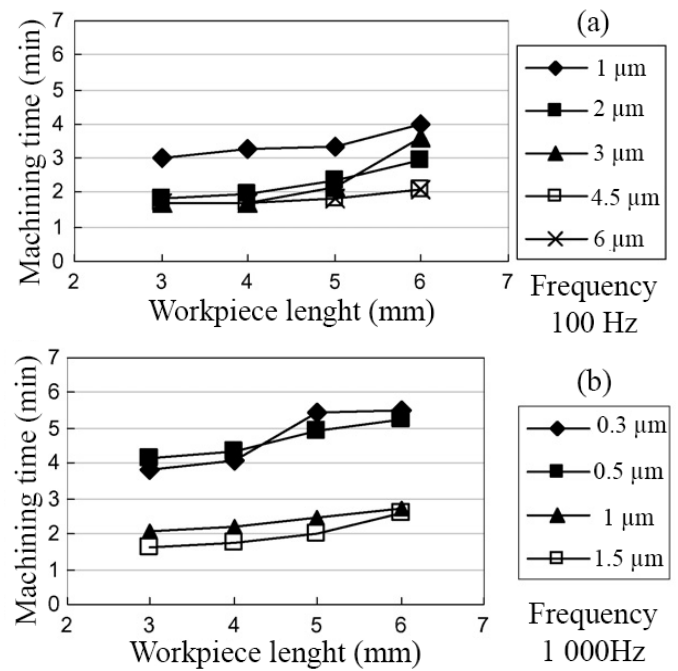 (a)
Machining time (min)
7
6
5
4
3
2
1
0
2 3 4 5 6 7
Workpiece lenght (mm)
1 µm
2 µm
3 µm
4.5 µm
6 µm
Frequency
100 Hz
(b)
Machining time (min)
7
6
5
4
3
2
1
0
2 3 4 5 6 7
Workpiece lenght (mm)
0.3 µm
0.5 µm
1 µm
1.5 µm
Frequency
1 000Hz